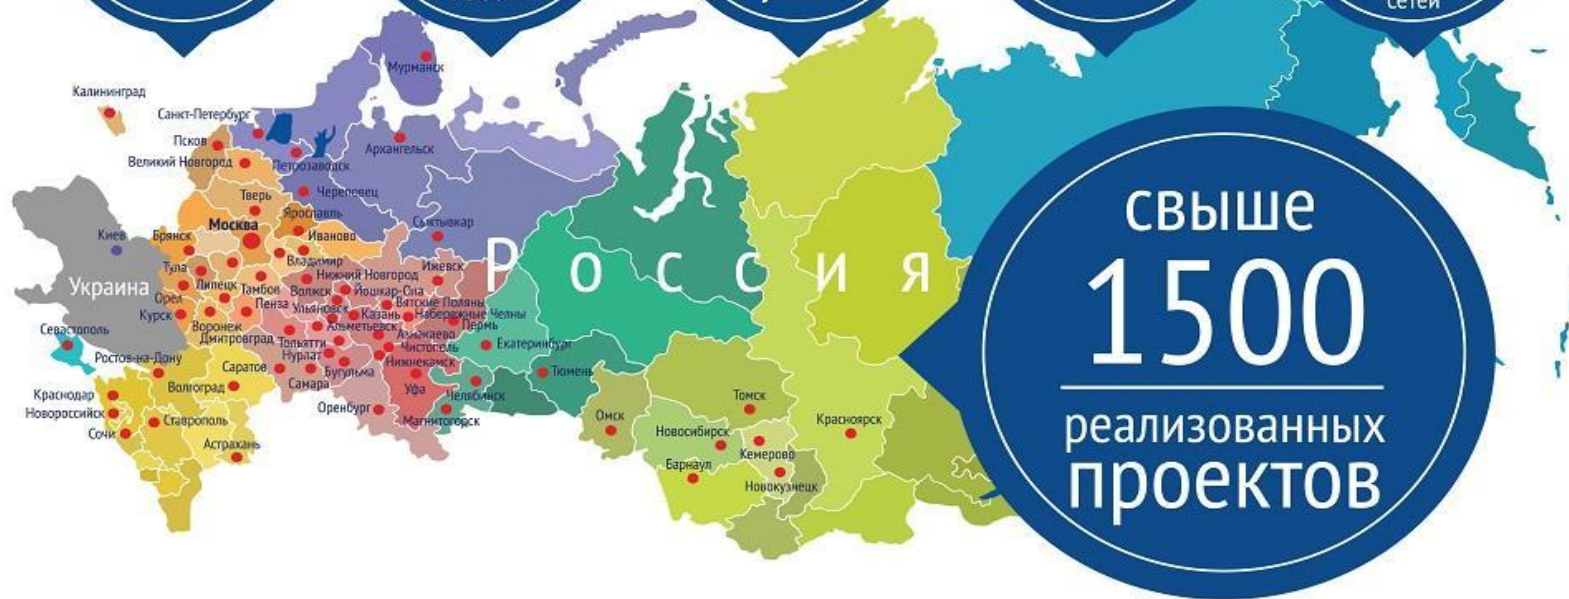 сетей
Мурманск
Калининград
Санкт-Петербург
Псков
Архангельск
Великий Новгород
Петрозаводск
Череповец
Тверь
Ярославль
Москва
Сыктывкар
Киев
Брянск
Иваново
Владимир
Россия
Тула
Нижний Новгород
Ижевск
Украина
Липецк
Тамбов
Волжск
Йошкар-Ола
Орел
Пенза
Ульяновск
Вятские Поляны
Курск
Казань
Набережные Челны
Воронеж
Альметьевск
Пермь
Севастополь
Дмитровград
Азнакаево
Тольятти
Чистополь
Екатеринбург
Ростов-на-Дону
Нурлат
Нижнекамск
Саратов
Бугульма
Тюмень
Волгоград
Самара
Уфа
Краснодар
Челябинск
Новороссийск
Оренбург
Магнитогорск
Ставрополь
Сочи
Астрахань
Омск
Томск
Красноярск
Новосибирск
Кемерово
Барнаул
Новокузнецк
свыше
1500
реализованных
проектов